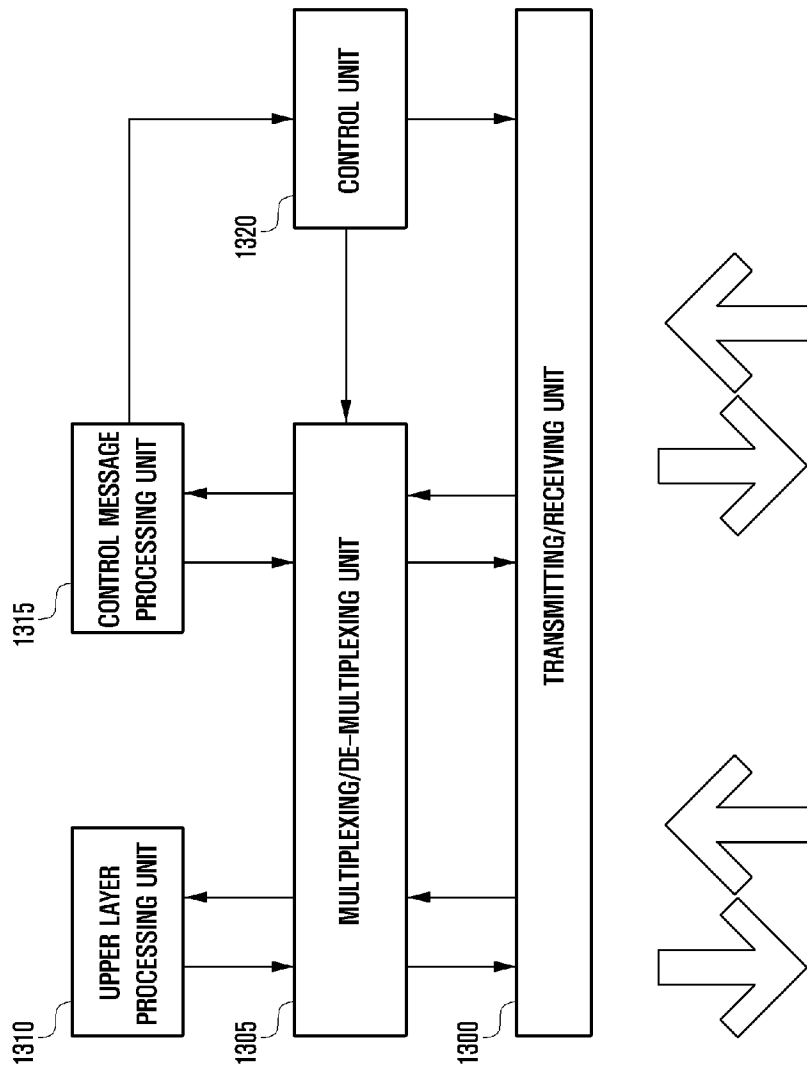 1310
UPPER LAYER
PROCESSING UNIT
1315
CONTROL MESSAGE
PROCESSING UNIT
1305
MULTIPLEXING/DE-MULTIPLEXING UNIT
1320
CONTROL UNIT
1300
TRANSMITTING/RECEIVING UNIT